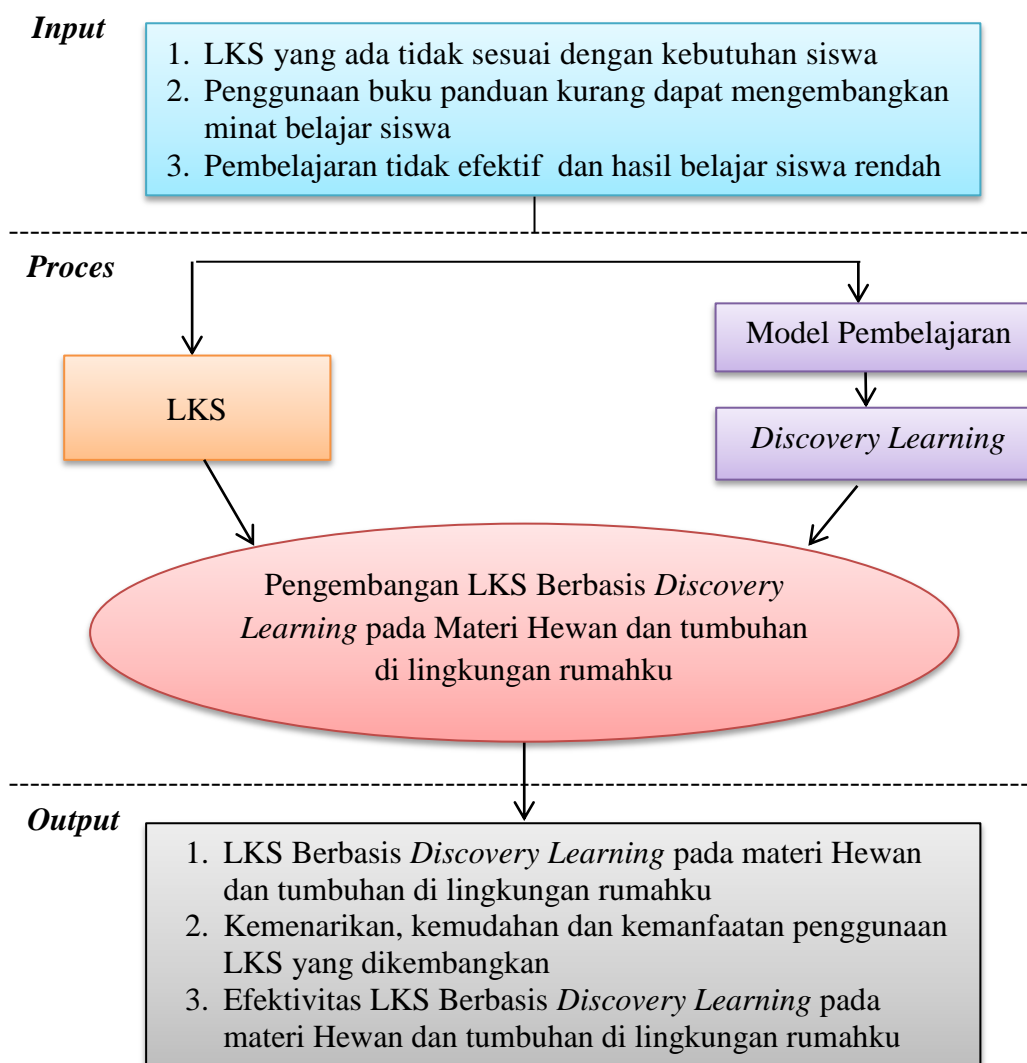 Input
1. LKS yang ada tidak sesuai dengan kebutuhan siswa
2. Penggunaan buku panduan kurang dapat mengembangkan
minat belajar siswa
3. Pembelajaran tidak efektif dan hasil belajar siswa rendah
Proces
Model Pembelajaran
LKS
Discovery Learning
Pengembangan LKS Berbasis Discovery
Learning pada Materi Hewan dan tumbuhan
di lingkungan rumahku
Output
1. LKS Berbasis Discovery Learning pada materi Hewan
dan tumbuhan di lingkungan rumahku
2. Kemenarikan, kemudahan dan kemanfaatan penggunaan
LKS yang dikembangkan
3. Efektivitas LKS Berbasis Discovery Learning pada
materi Hewan dan tumbuhan di lingkungan rumahku